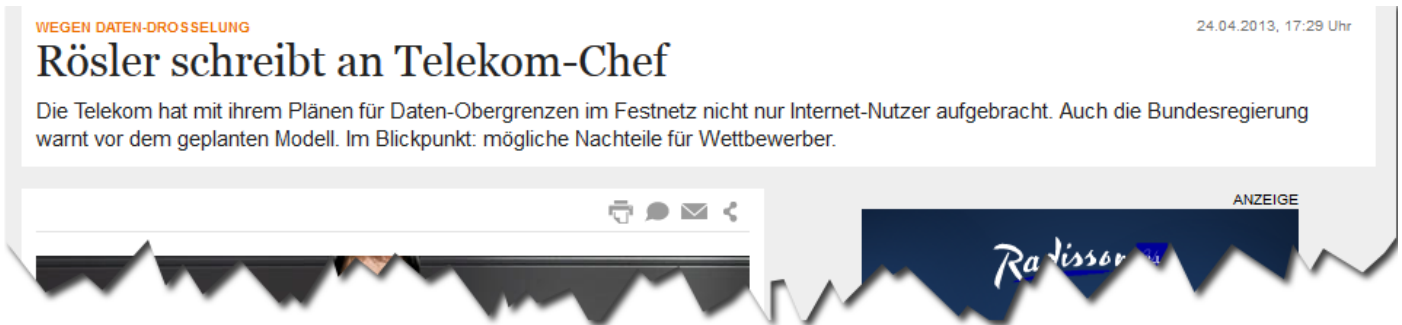 WEGEN DATEN-DROSSELUNG
24.04.2013, 17:29 Uhr
Rösler schreibt an Telekom-Chef
Die Telekom hat mit ihrem Plänen für Daten-Obergrenzen im Festnetz nicht nur Internet-Nutzer aufgebracht. Auch die Bundesregierung
warnt vor dem geplanten Modell. Im Blickpunkt: mögliche Nachteile für Wettbewerber.
ANZEIGE
Radisson